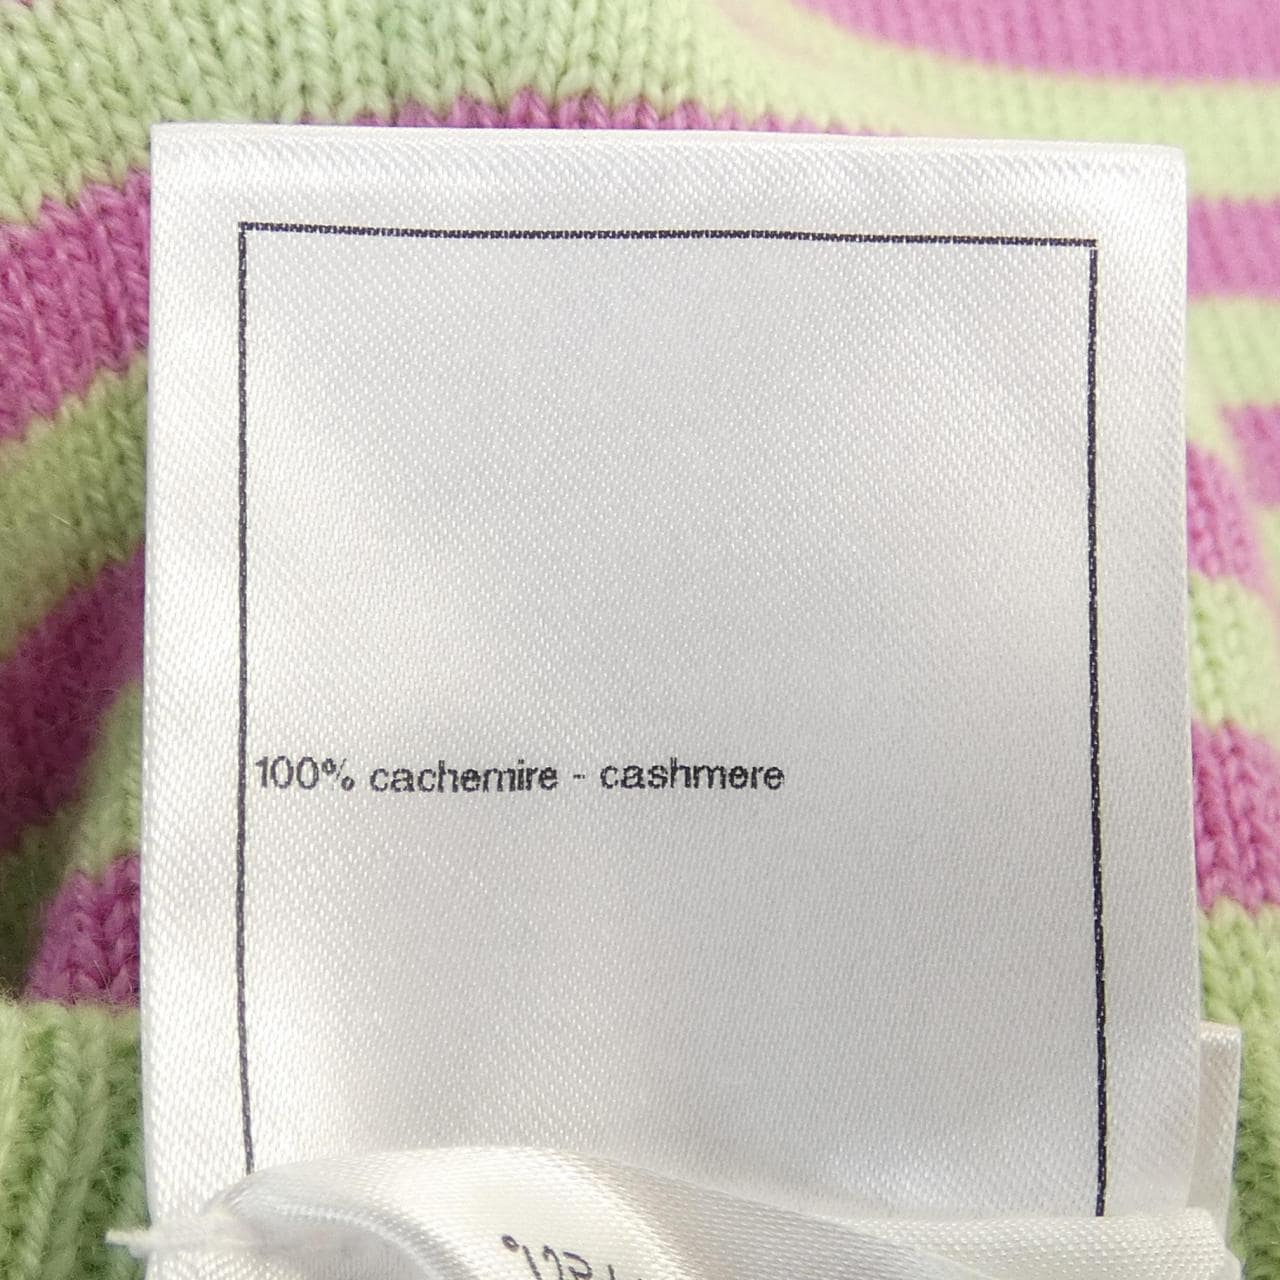 100% cachemire - cashmere